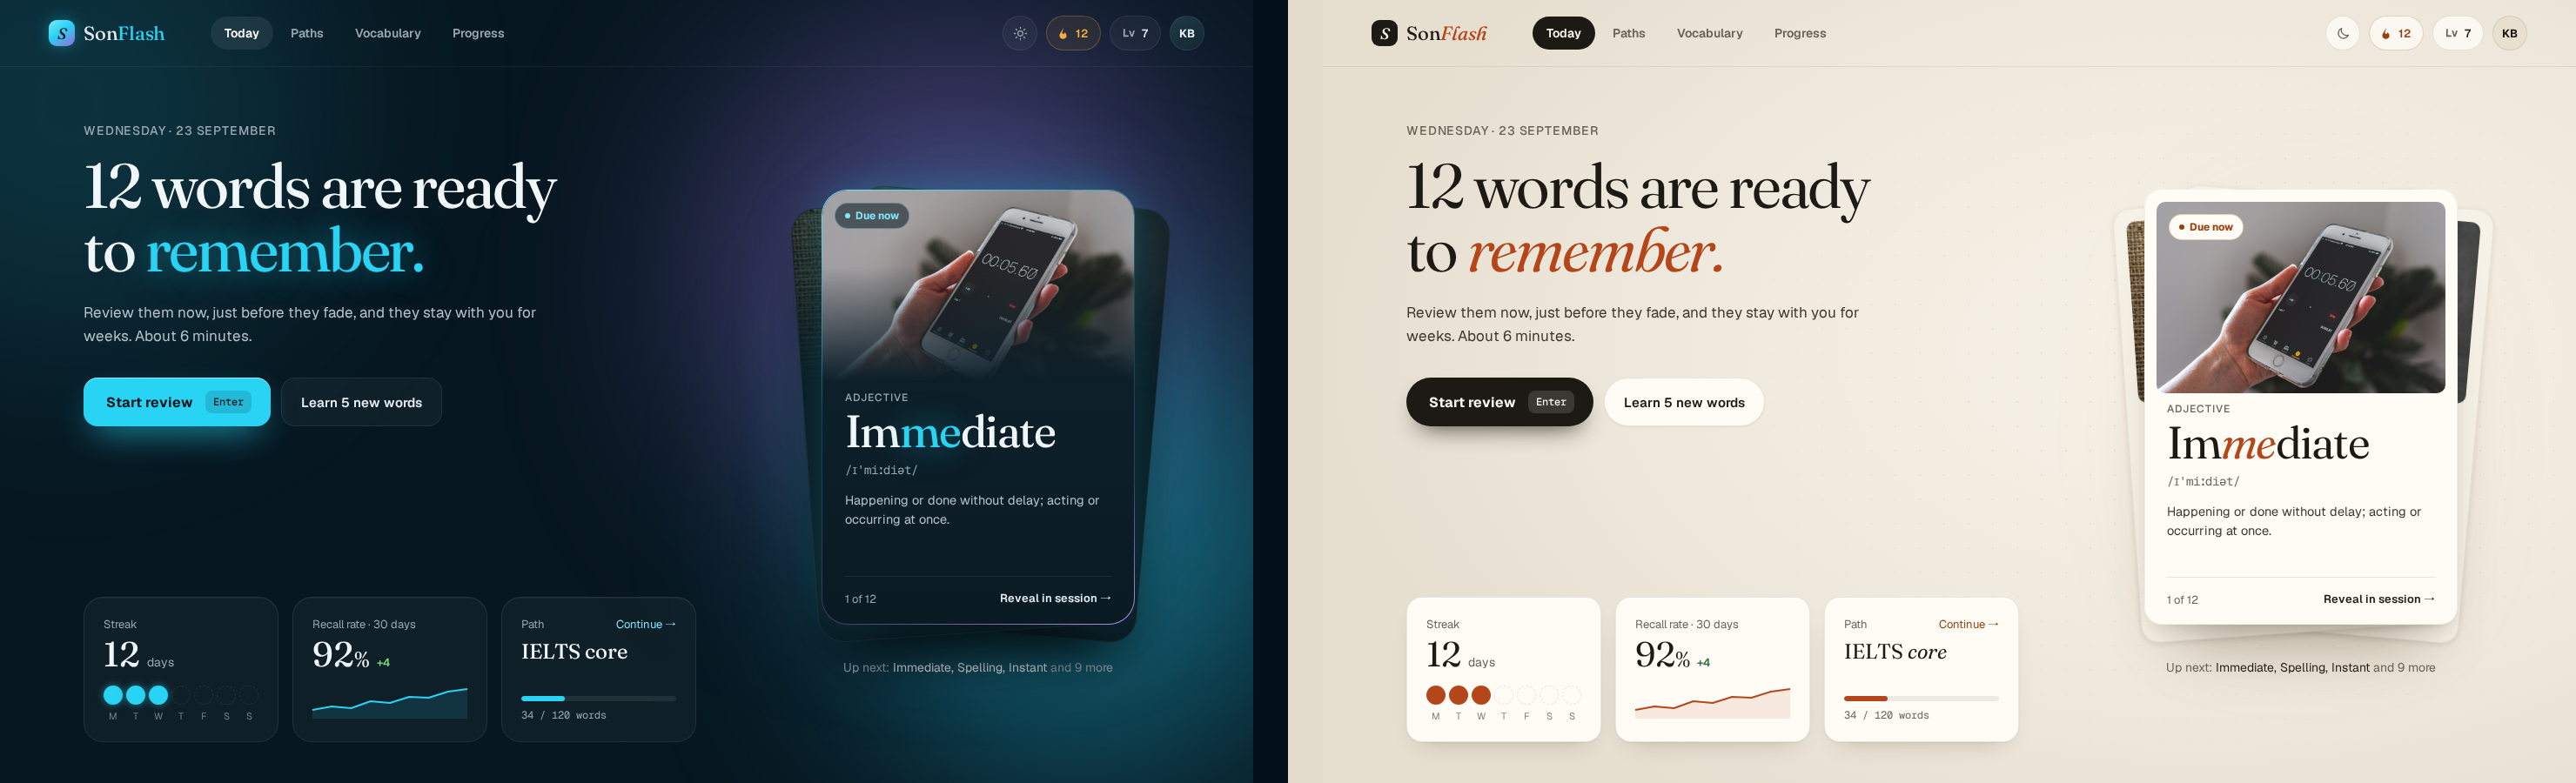 S SonFlash Today Paths Vocabulary Progress 12 Lv 7 KB
WEDNESDAY · 23 SEPTEMBER
12 words are ready
to remember.
Review them now, just before they fade, and they stay with you for
weeks. About 6 minutes.
Start review Enter Learn 5 new words
Streak
12 days
M T W T F S S
Recall rate · 30 days
92% +4
Path Continue →
IELTS core
34 / 120 words
Due now
00:05.60
ADJECTIVE
Immediate
/ɪˈmiːdiət/
Happening or done without delay; acting or
occurring at once.
1 of 12 Reveal in session →
Up next: Immediate, Spelling, Instant and 9 more
S SonFlash Today Paths Vocabulary Progress 12 Lv 7 KB
WEDNESDAY · 23 SEPTEMBER
12 words are ready
to remember.
Review them now, just before they fade, and they stay with you for
weeks. About 6 minutes.
Start review Enter Learn 5 new words
Streak
12 days
M T W T F S S
Recall rate · 30 days
92% +4
Path Continue →
IELTS core
34 / 120 words
Due now
00:05.60
ADJECTIVE
Immediate
/ɪˈmiːdiət/
Happening or done without delay; acting or
occurring at once.
1 of 12 Reveal in session →
Up next: Immediate, Spelling, Instant and 9 more